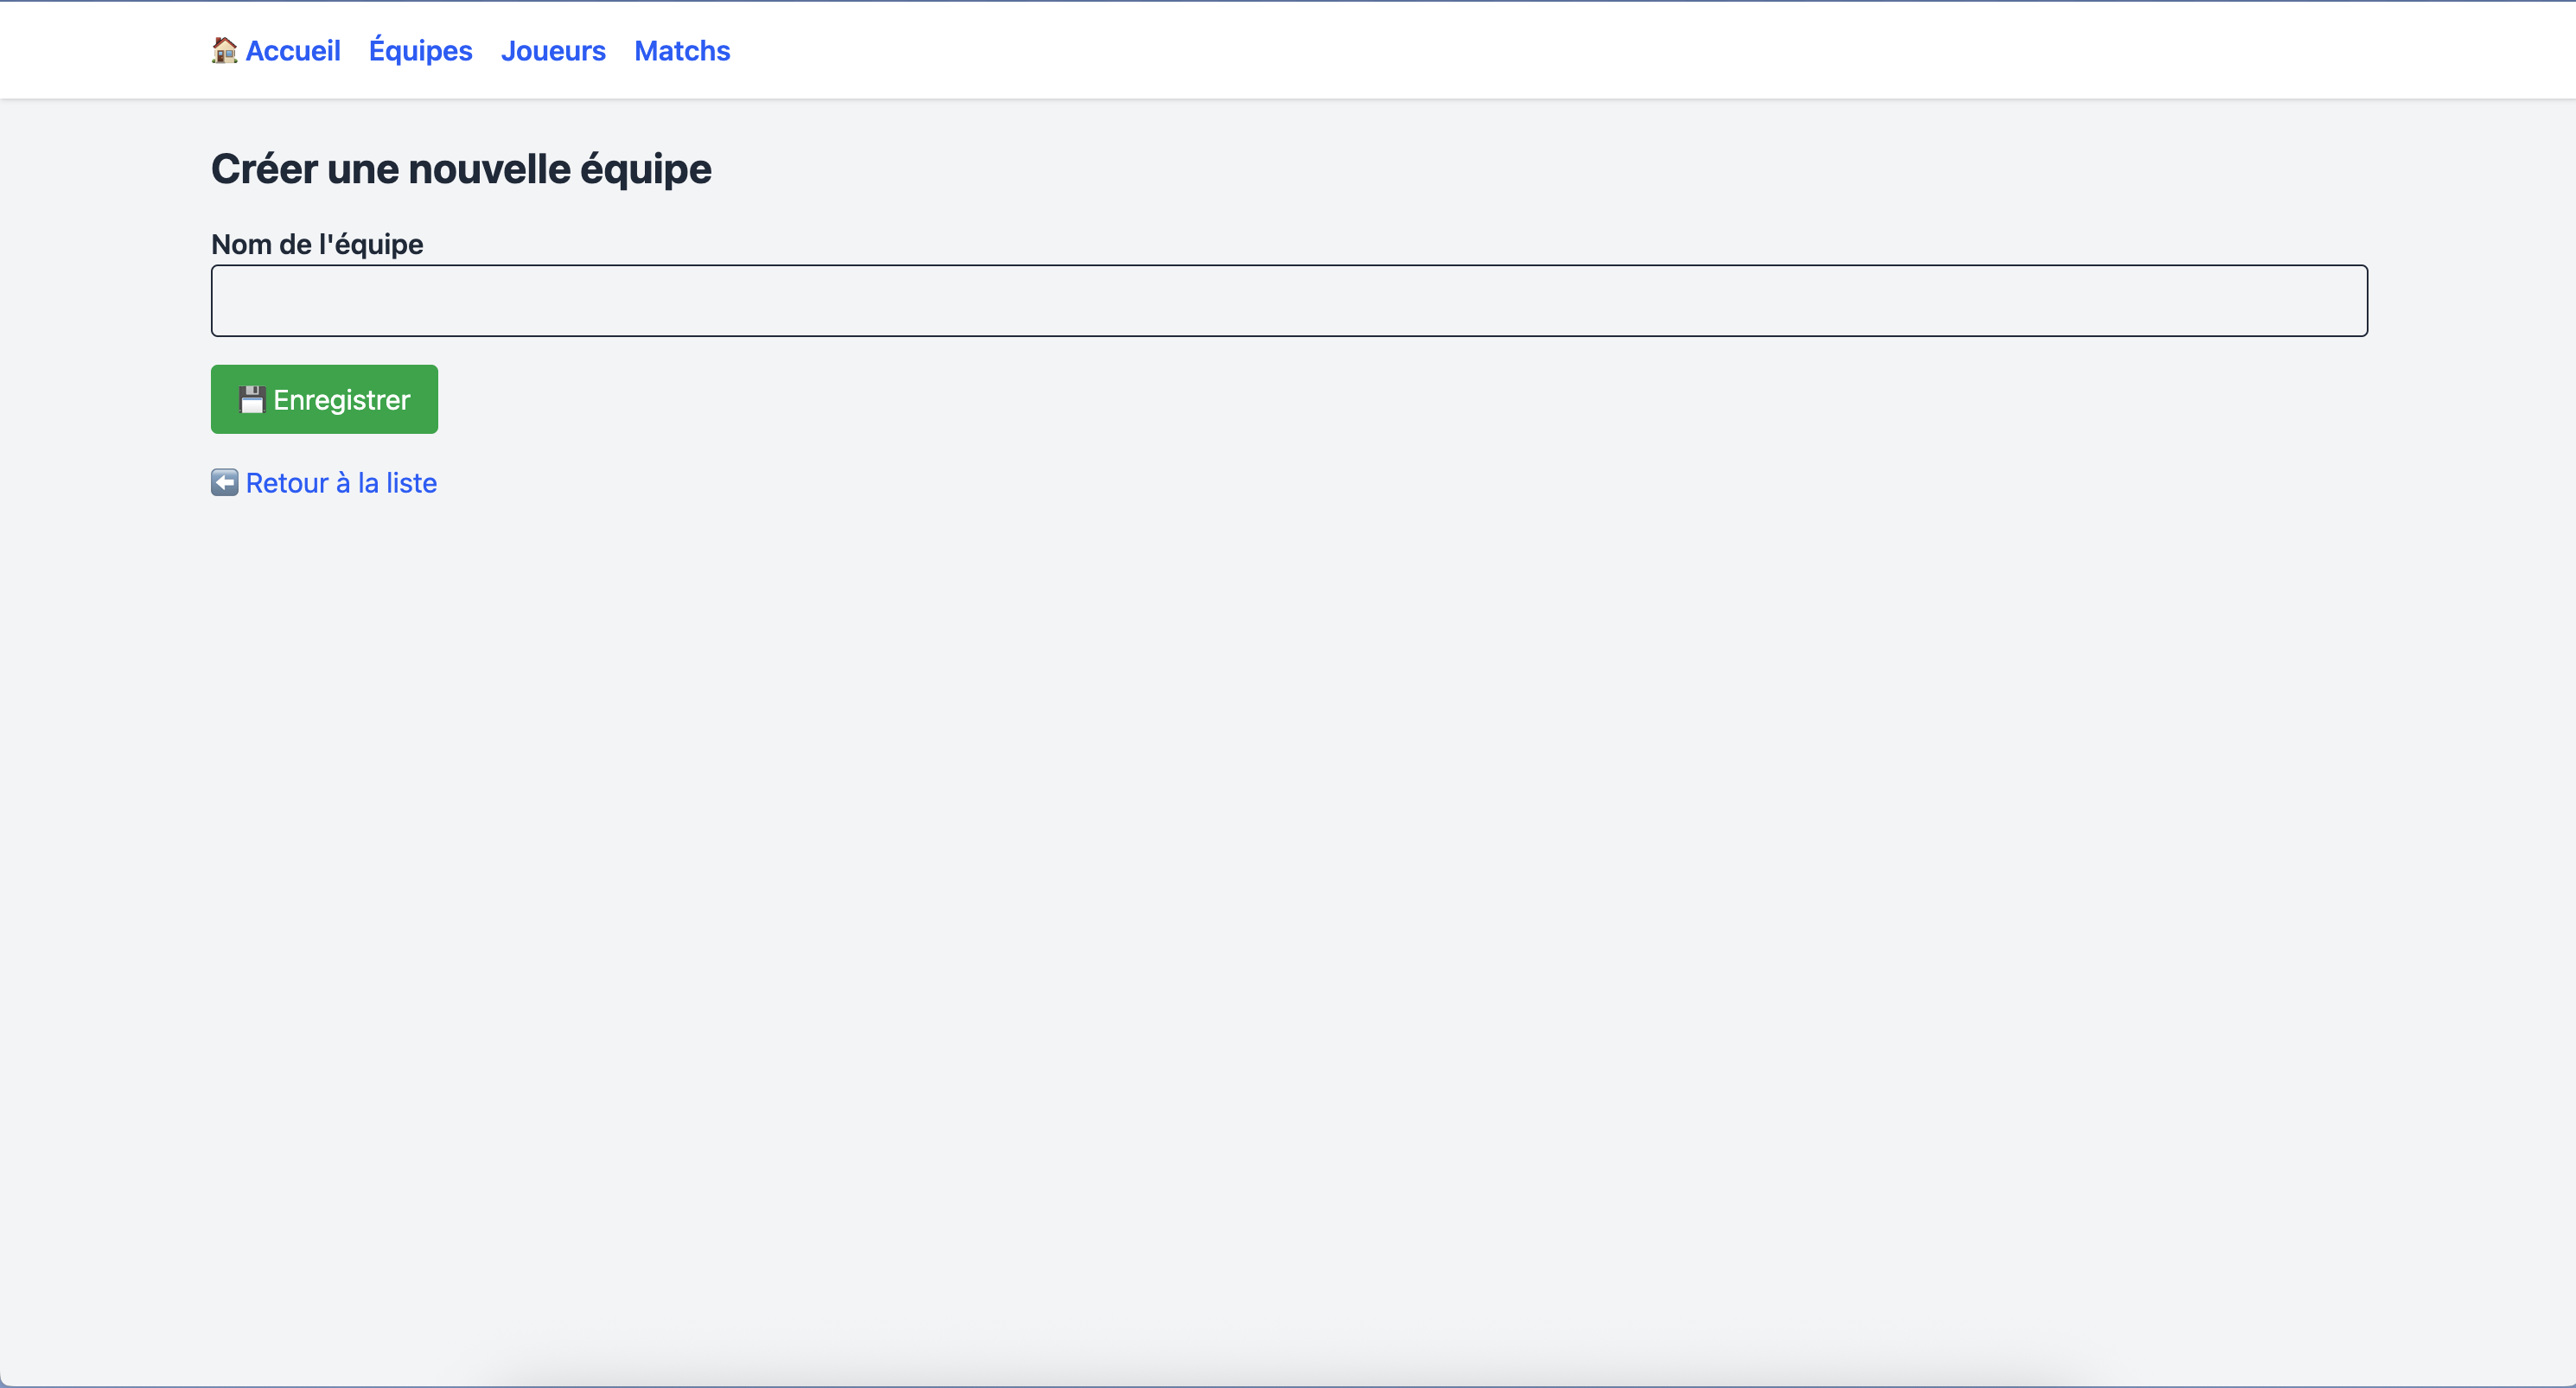 🏠 Accueil Équipes Joueurs Matchs
Créer une nouvelle équipe
Nom de l'équipe
💾 Enregistrer
⬅️ Retour à la liste